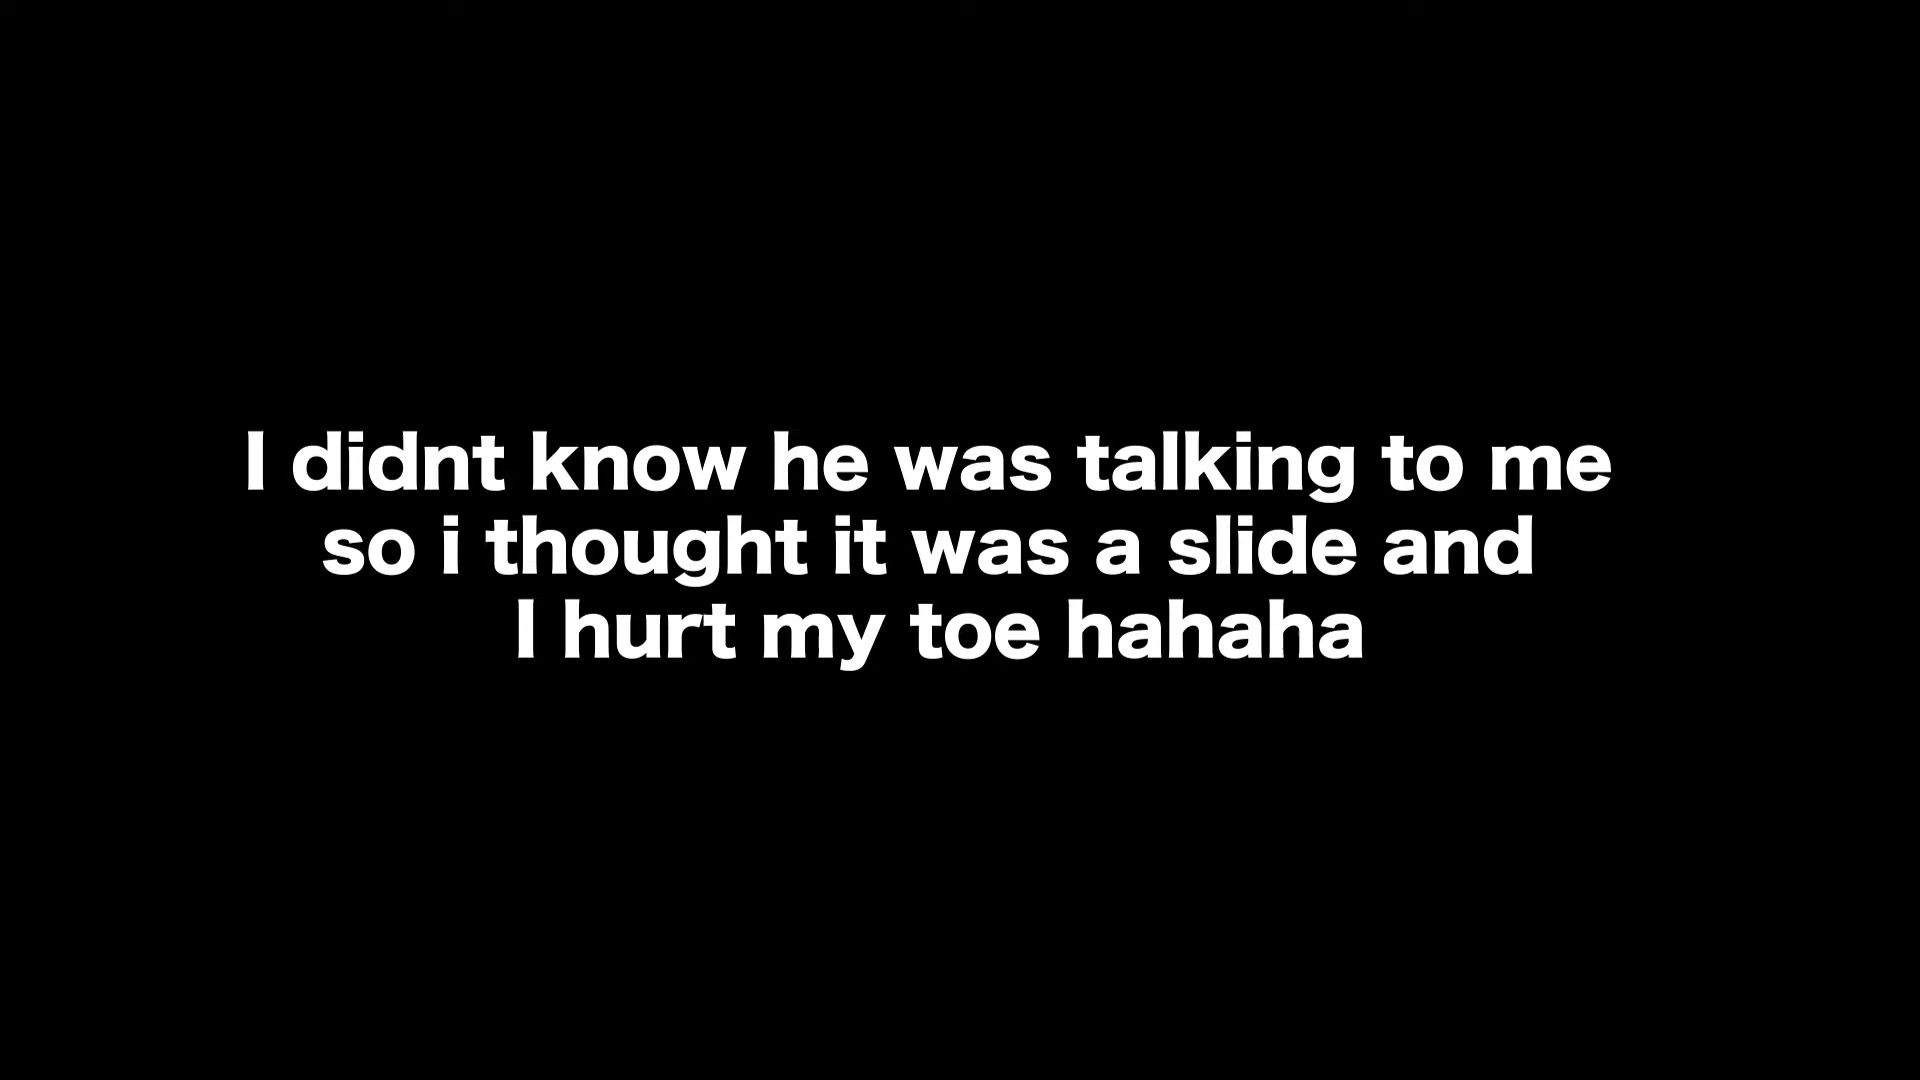 I didnt know he was talking to me
so i thought it was a slide and
I hurt my toe hahaha